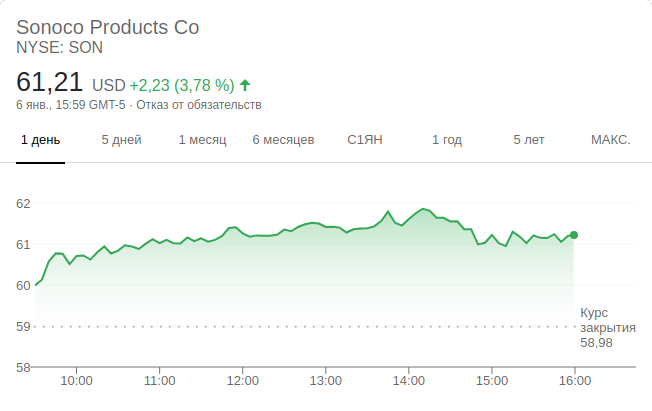 Sonoco Products Co
NYSE: SON
61,21 USD +2,23 (3,78 %)
6 янв., 15:59 GMT-5 · Отказ от обязательств
1 день 5 дней 1 месяц 6 месяцев С1ЯН 1 год 5 лет МАКС.
62
61
60
59
Курс
закрытия
58,98
58
10:00 11:00 12:00 13:00 14:00 15:00 16:00